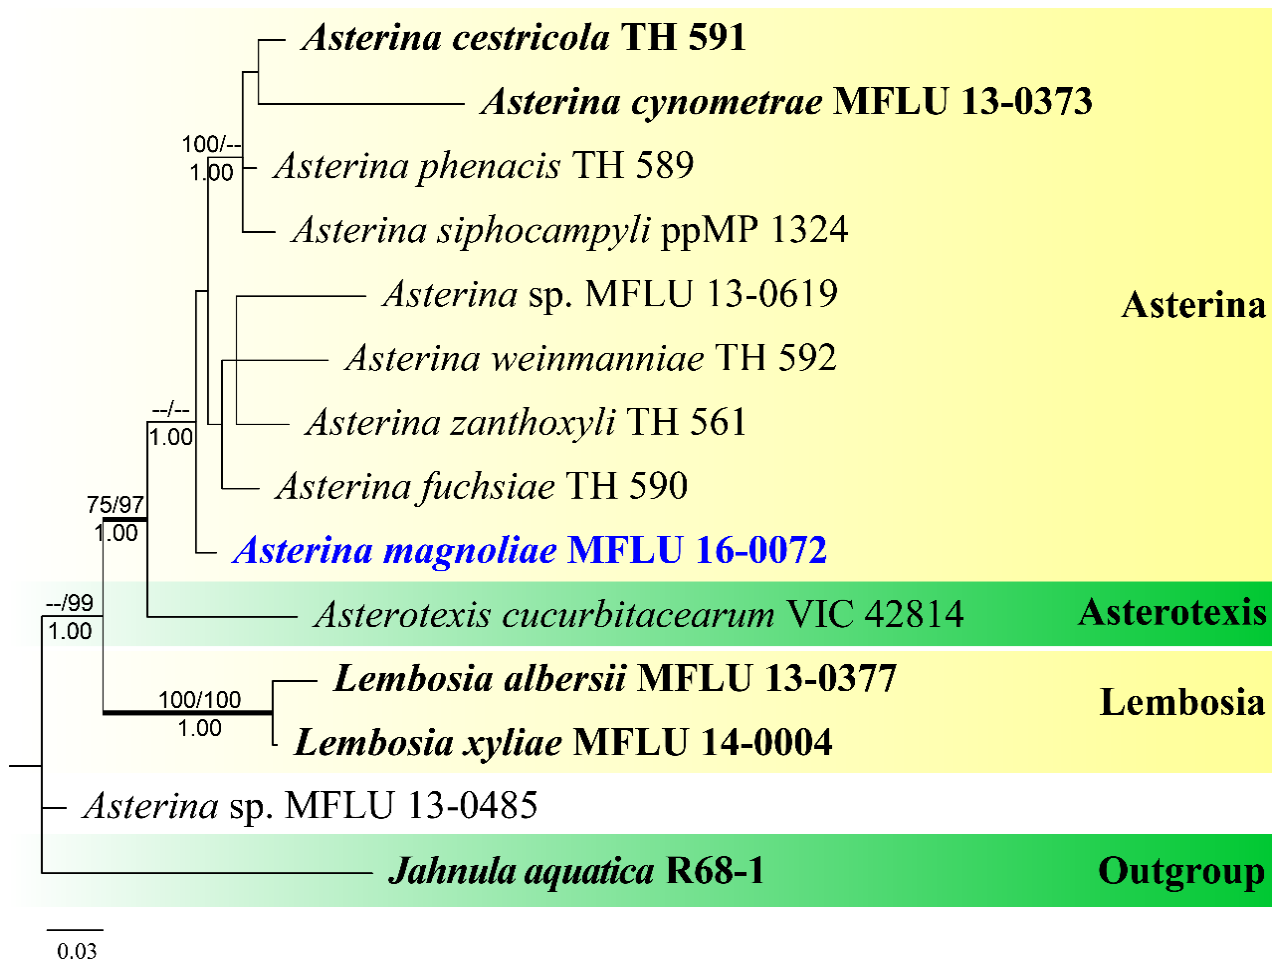 Asterina cestricola TH 591
Asterina cynometrae MFLU 13-0373
100/--
1.00
Asterina phenacis TH 589
Asterina siphocampyli ppMP 1324
Asterina sp. MFLU 13-0619
Asterina
Asterina weinmanniae TH 592
--/--
1.00
Asterina zanthoxyli TH 561
Asterina fuchsiae TH 590
75/97
1.00
Asterina magnoliae MFLU 16-0072
--/99
1.00
Asterotexis cucurbitacearum VIC 42814
Asterotexis
Lembosia albersii MFLU 13-0377
100/100
1.00
Lembosia
Lembosia xyliae MFLU 14-0004
Asterina sp. MFLU 13-0485
Jahnula aquatica R68-1
Outgroup
0.03